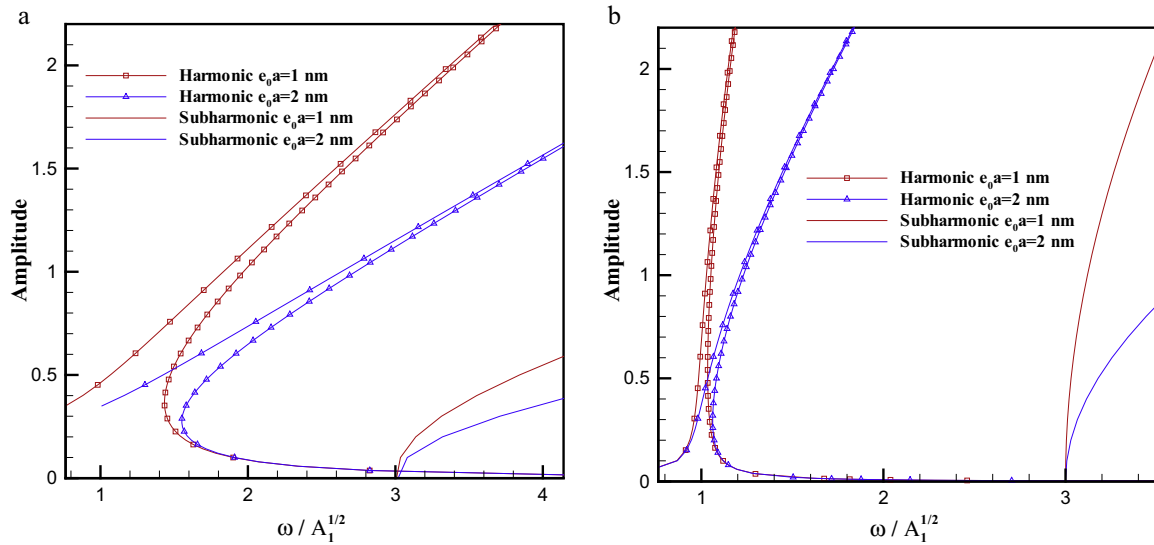 a
Amplitude
2
1.5
1
0.5
0
Harmonic e₀a=1 nm
Harmonic e₀a=2 nm
Subharmonic e₀a=1 nm
Subharmonic e₀a=2 nm
1 2 3 4
ω / A₁^1/2
b
Amplitude
2
1.5
1
0.5
0
Harmonic e₀a=1 nm
Harmonic e₀a=2 nm
Subharmonic e₀a=1 nm
Subharmonic e₀a=2 nm
1 2 3
ω / A₁^1/2